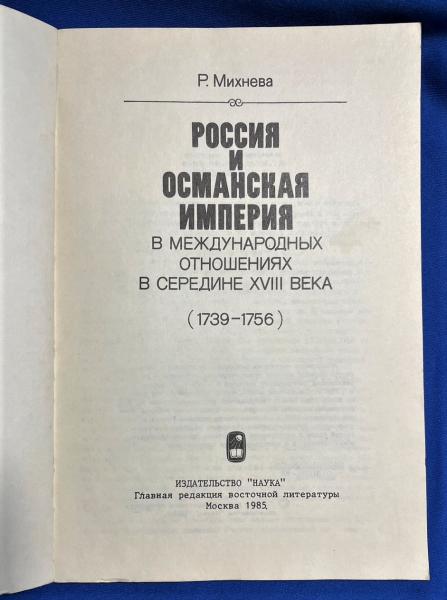 Р. Михнева
РОССИЯ
И
ОСМАНСКАЯ
ИМПЕРИЯ
В МЕЖДУНАРОДНЫХ
ОТНОШЕНИЯХ
В СЕРЕДИНЕ XVIII ВЕКА
(1739–1756)
ИЗДАТЕЛЬСТВО "НАУКА"
Главная редакция восточной литературы
Москва 1985